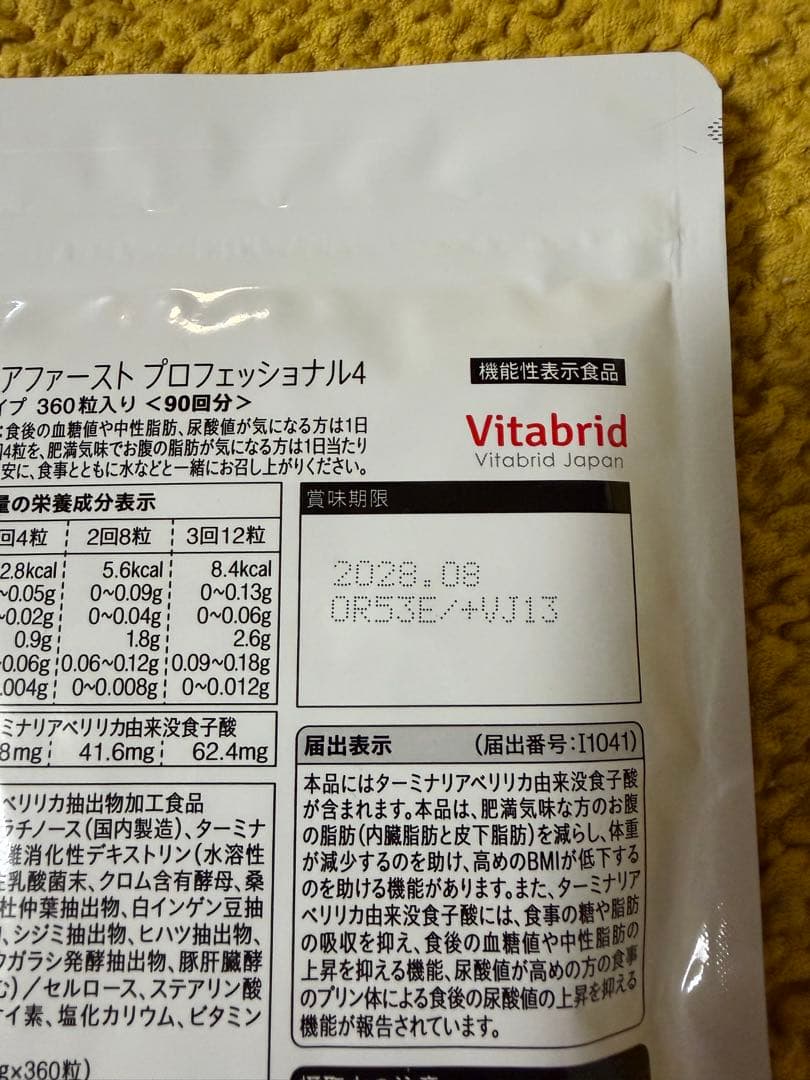 アファースト プロフェッショナル4
イプ 360粒入り <90回分>
:食後の血糖値や中性脂肪、尿酸値が気になる方は1日
4粒を、肥満気味でお腹の脂肪が気になる方は1日当たり
安に、食事とともに水などと一緒にお召し上がりください。
機能性表示食品
Vitabrid
Vitabrid Japan
量の栄養成分表示
回4粒 2回8粒 3回12粒
2.8kcal 5.6kcal 8.4kcal
~0.05g 0~0.09g 0~0.13g
~0.02g 0~0.04g 0~0.06g
0.9g 1.8g 2.6g
~0.06g 0.06~0.12g 0.09~0.18g
.004g 0~0.008g 0~0.012g
ミナリアベリリカ由来没食子酸
8mg 41.6mg 62.4mg
賞味期限
2028.08
OR53E/+VJ13
届出表示 (届出番号:I1041)
本品にはターミナリアベリリカ由来没食子酸
が含まれます。本品は、肥満気味な方のお腹
の脂肪(内臓脂肪と皮下脂肪)を減らし、体重
が減少するのを助け、高めのBMIが低下する
のを助ける機能があります。また、ターミナリア
ベリリカ由来没食子酸には、食事の糖や脂肪
の吸収を抑え、食後の血糖値や中性脂肪の
上昇を抑える機能、尿酸値が高めの方の食事
のプリン体による食後の尿酸値の上昇を抑える
機能が報告されています。
ベリリカ抽出物加工食品
ラチノース(国内製造)、ターミナ
難消化性デキストリン(水溶性
乳酸菌末、クロム含有酵母、桑
杜仲葉抽出物、白インゲン豆抽
、シジミ抽出物、ヒハツ抽出物、
ウガラシ発酵抽出物、豚肝臓酵
む)/セルロース、ステアリン酸
イ素、塩化カリウム、ビタミン
g×360粒)